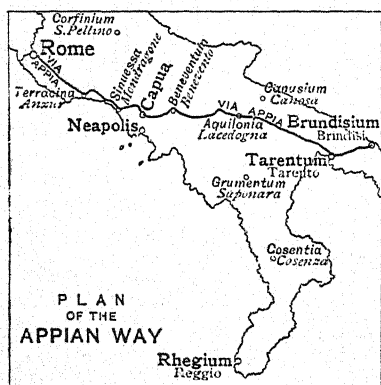 Corfinium
S. Pellino
Rome
VIA
APPIA
Terracina
Anxur
Sinuessa
Mondragone
Capua
Beneventum
Benevento
Neapolis
Canusium
Canosa
VIA APPIA
Aquilonia
Lacedogna
Brundisium
Brindisi
Tarentum
Tarento
Grumentum
Saponara
Cosentia
Cosenza
PLAN
OF THE
APPIAN WAY
Rhegium
Reggio